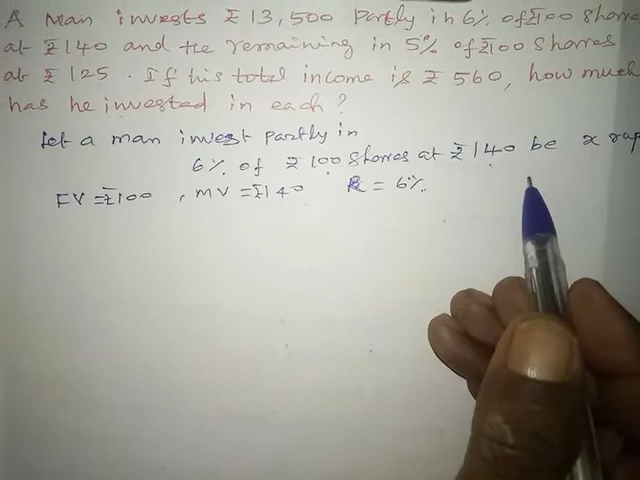 A Man invests ₹ 13,500 Partly in 6% of ₹100 Shares
at ₹140 and the remaining in 5% of ₹100 Shares
at ₹ 125 . If his total income is ₹ 560, how much
has he invested in each?
let a man invest partly in
6% of ₹ 100 Shares at ₹140 be x rup
FV = ₹100 , MV = ₹140 R = 6%